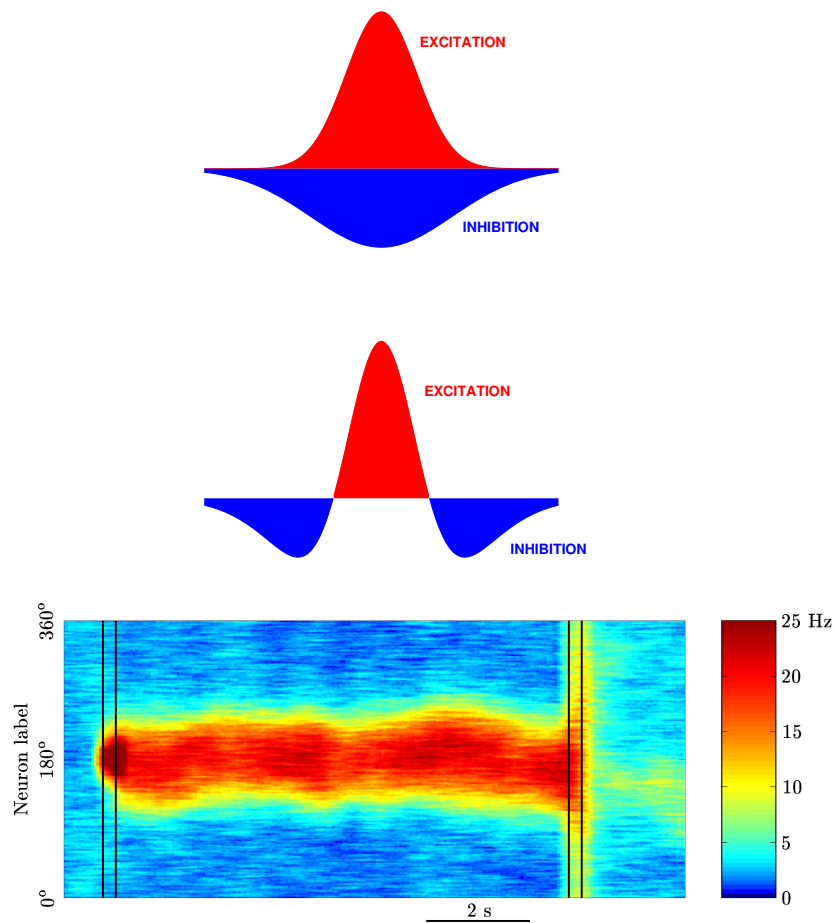 EXCITATION
INHIBITION
EXCITATION
INHIBITION
360°
180°
0°
Neuron label
25 Hz
20
15
10
5
0
2 s